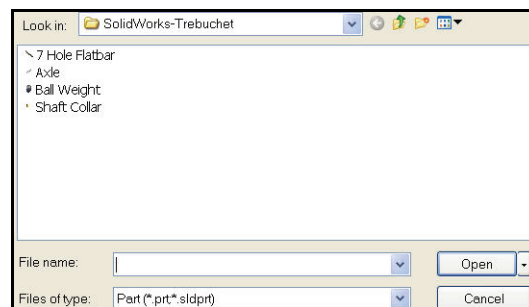 Look in: SolidWorks-Trebuchet
7 Hole Flatbar
Axle
Ball Weight
Shaft Collar
File name: Open
Files of type: Part (*.prt;*.sldprt) Cancel